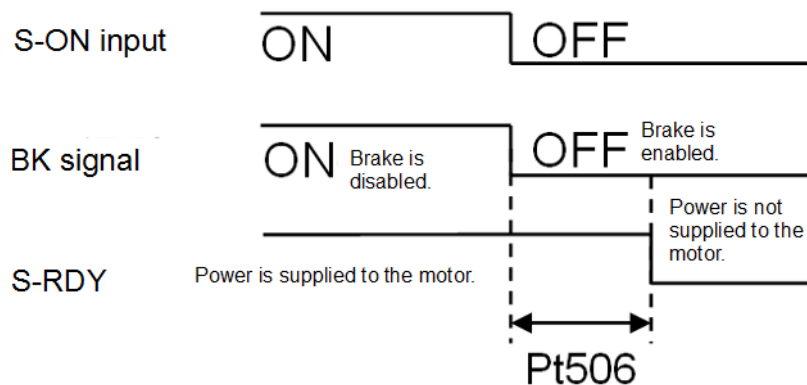 S-ON input
ON
OFF
BK signal
ON
Brake is
disabled.
OFF
Brake is
enabled.
S-RDY
Power is supplied to the motor.
Power is not
supplied to the
motor.
Pt506